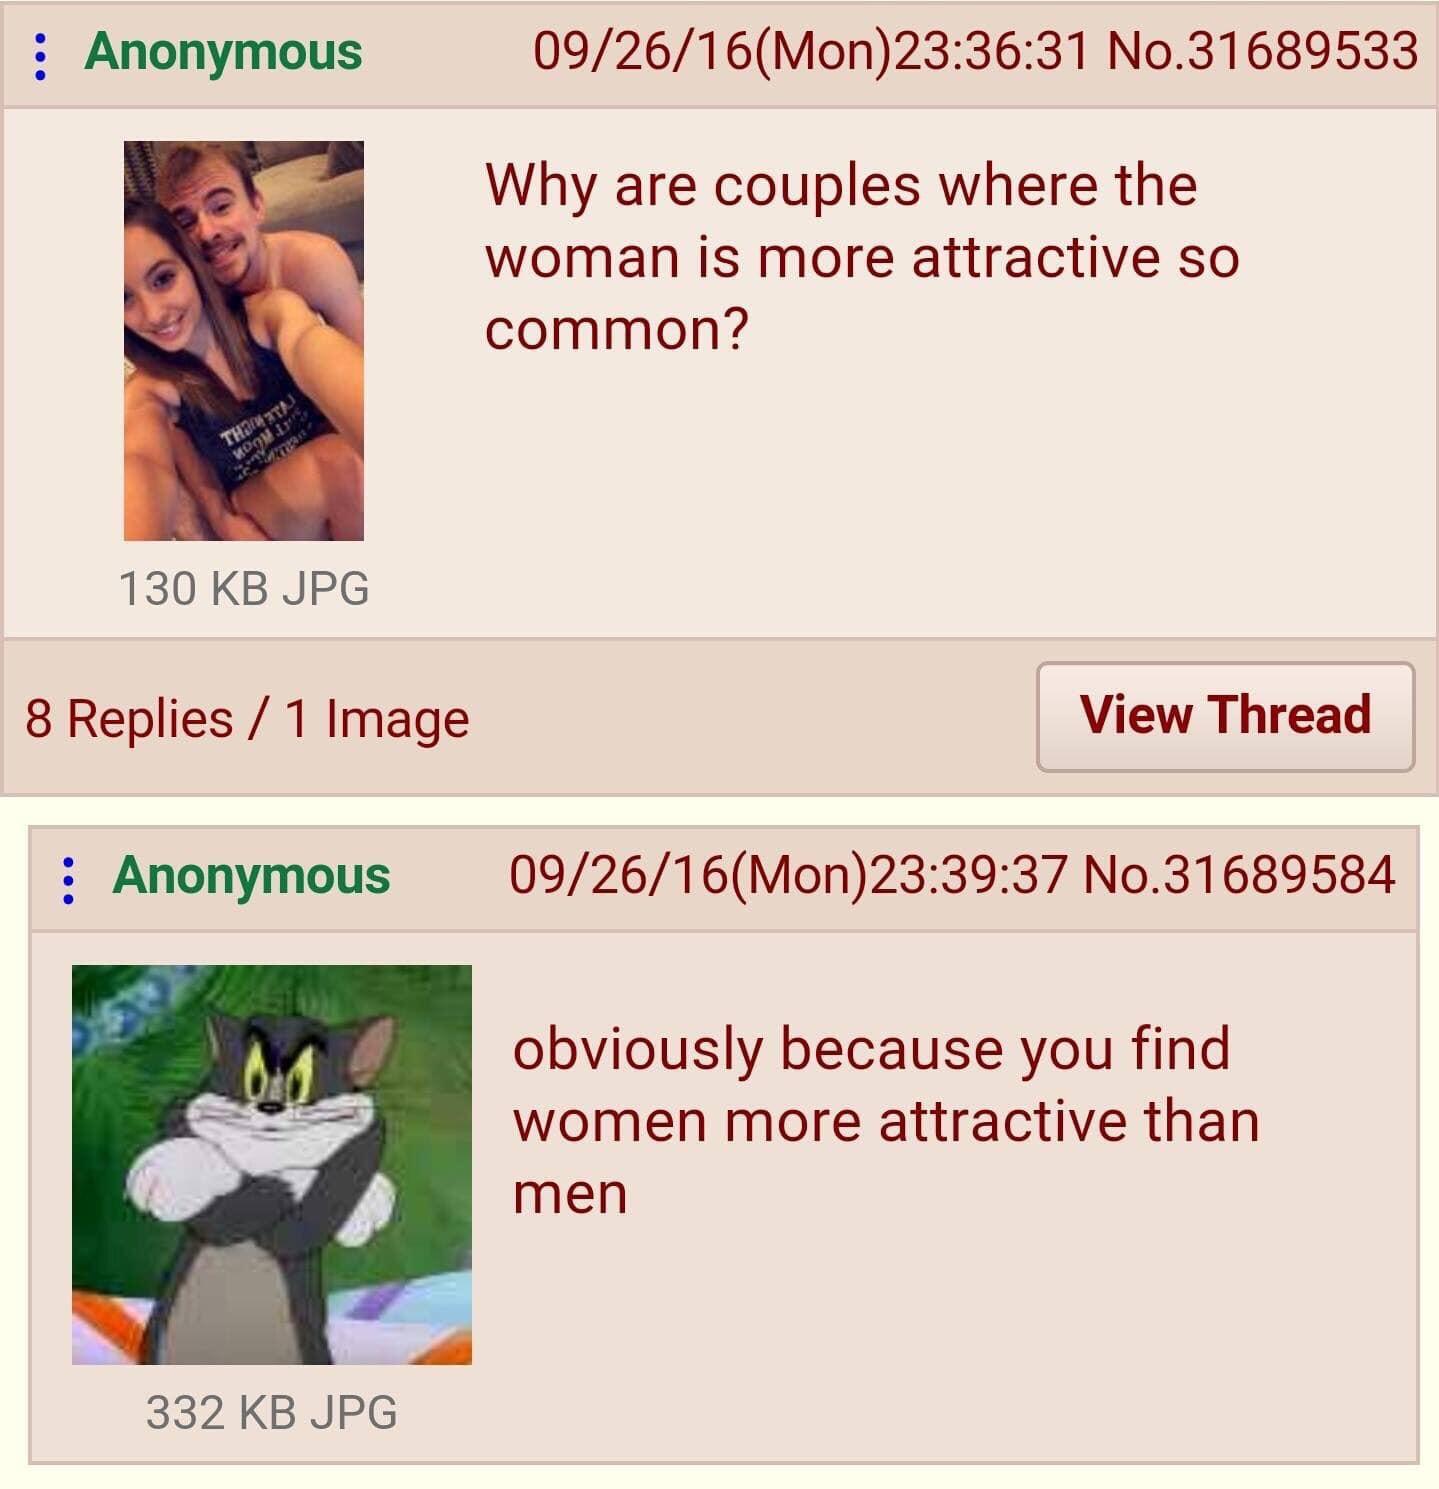 Anonymous 09/26/16(Mon)23:36:31 No.31689533
Why are couples where the
woman is more attractive so
common?
130 KB JPG
8 Replies / 1 Image
View Thread
Anonymous 09/26/16(Mon)23:39:37 No.31689584
obviously because you find
women more attractive than
men
332 KB JPG